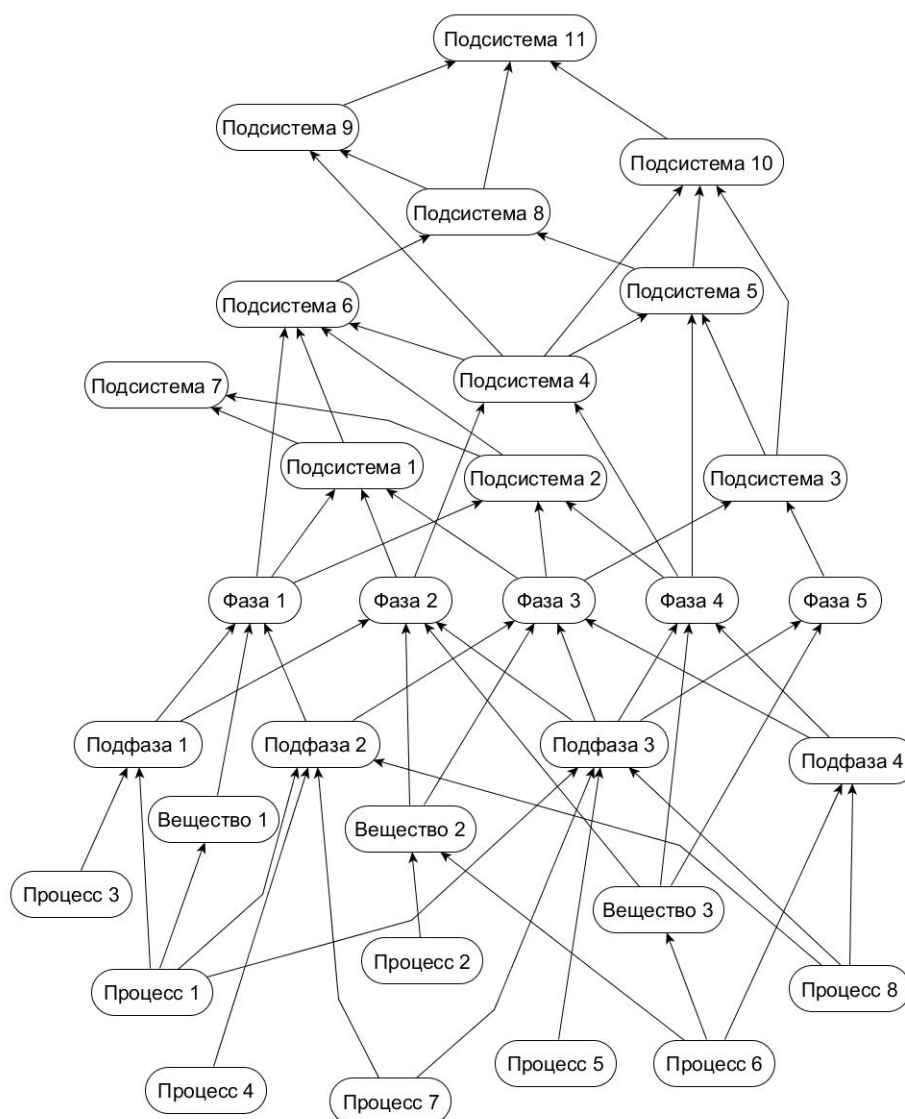 Подсистема 11
Подсистема 9
Подсистема 10
Подсистема 8
Подсистема 5
Подсистема 6
Подсистема 4
Подсистема 7
Подсистема 1
Подсистема 2
Подсистема 3
Фаза 1
Фаза 2
Фаза 3
Фаза 4
Фаза 5
Подфаза 1
Подфаза 2
Подфаза 3
Подфаза 4
Вещество 1
Вещество 2
Процесс 3
Вещество 3
Процесс 2
Процесс 1
Процесс 8
Процесс 5
Процесс 6
Процесс 4
Процесс 7